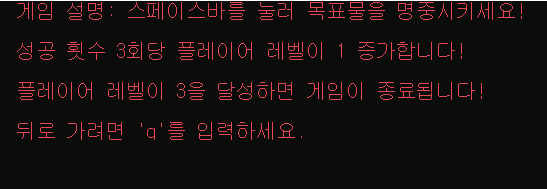 게임 설명: 스페이스바를 눌러 목표물을 명중시키세요!
성공 횟수 3회당 플레이어 레벨이 1 증가합니다!
플레이어 레벨이 3을 달성하면 게임이 종료됩니다!
뒤로 가려면 'q'를 입력하세요.